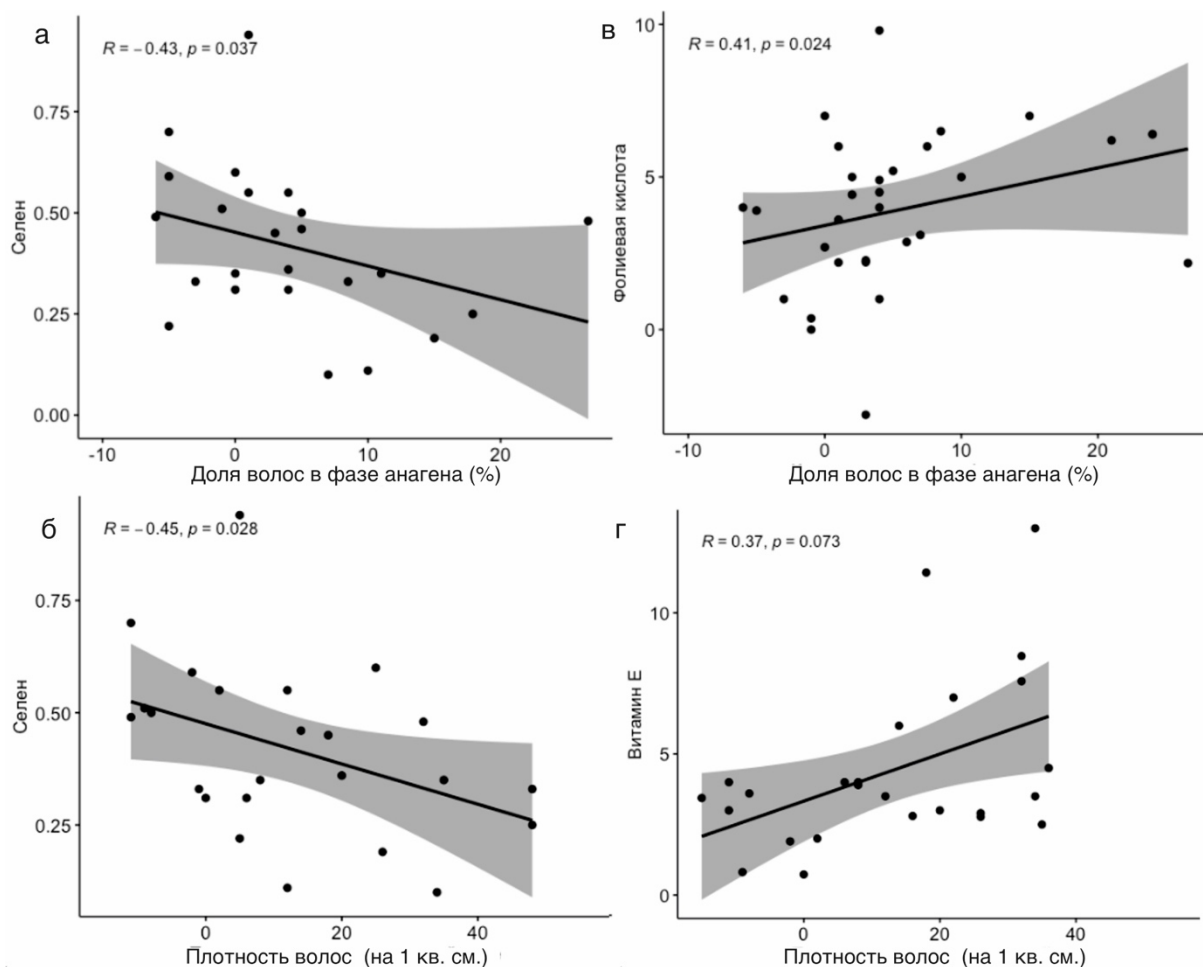 а
R = −0.43, p = 0.037
Селен
0.75
0.50
0.25
0.00
-10 0 10 20
Доля волос в фазе анагена (%)
в
R = 0.41, p = 0.024
Фолиевая кислота
10
5
0
-10 0 10 20
Доля волос в фазе анагена (%)
б
R = −0.45, p = 0.028
Селен
0.75
0.50
0.25
0 20 40
Плотность волос (на 1 кв. см.)
г
R = 0.37, p = 0.073
Витамин Е
10
5
0
0 20 40
Плотность волос (на 1 кв. см.)